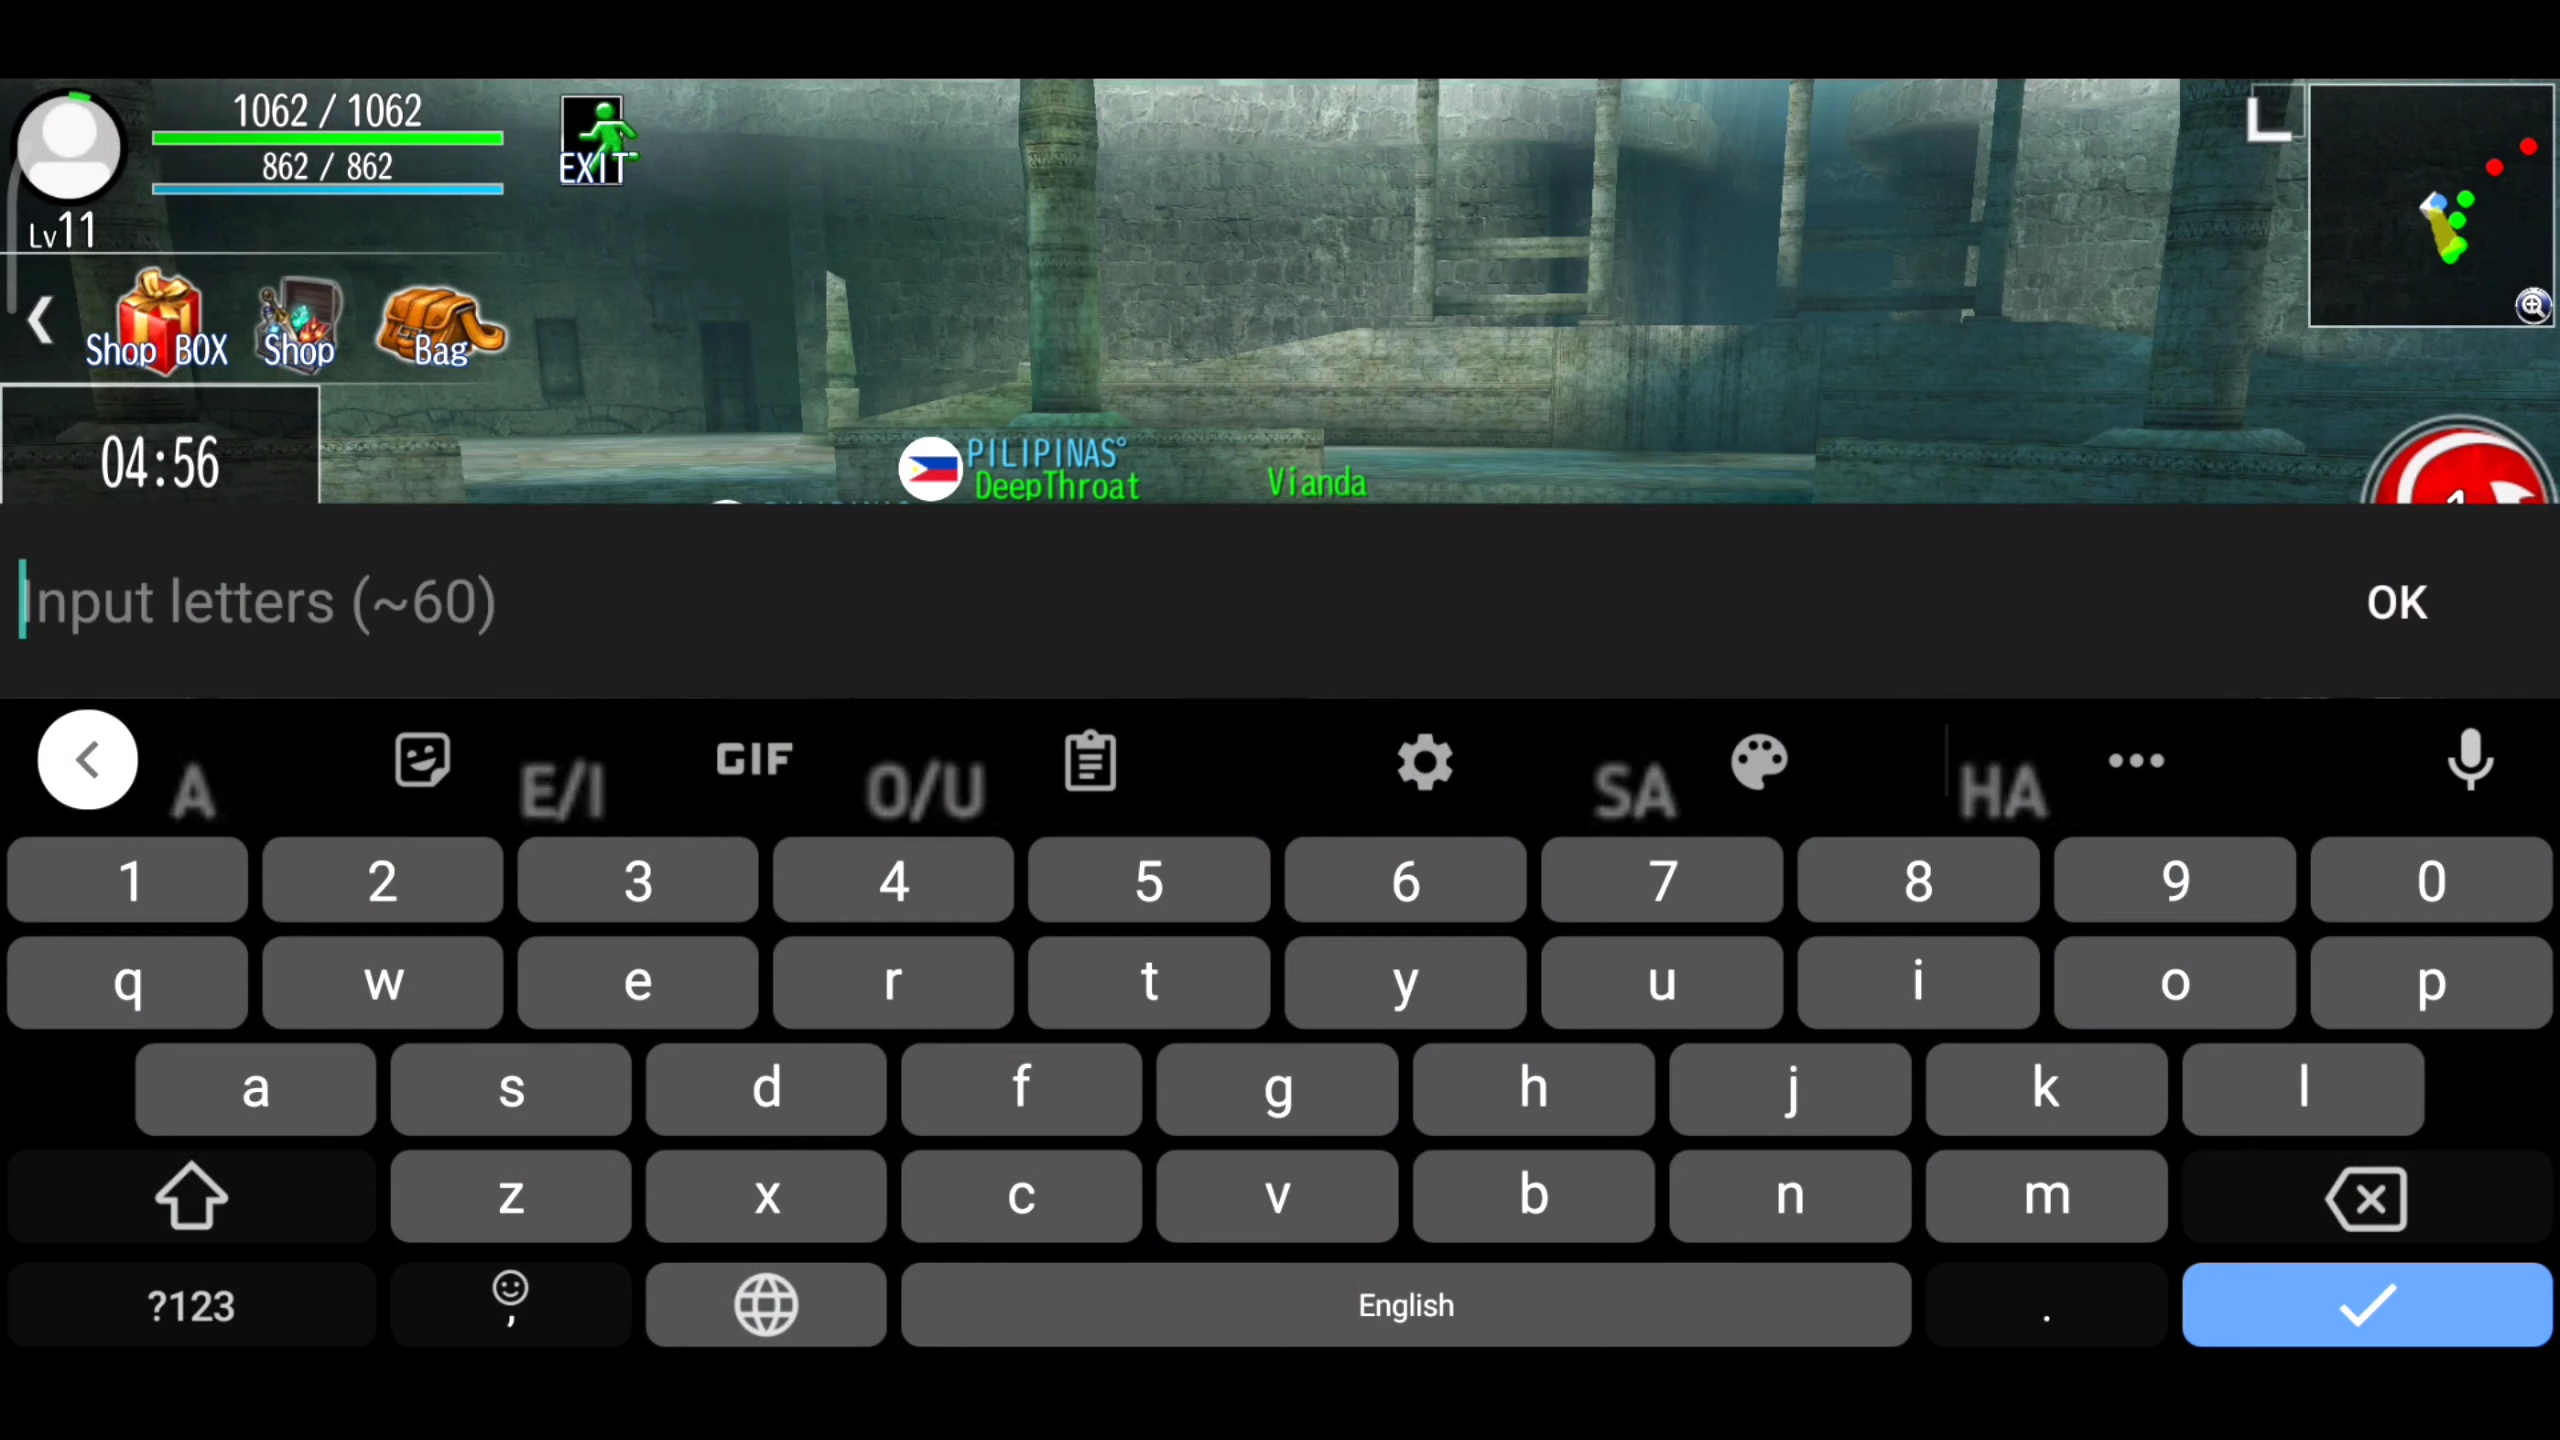 1062 / 1062
862 / 862
EXIT
Lv11
Shop BOX
Shop
Bag
04:56
PILIPINAS°
DeepThroat
Vianda
Input letters (~60)
OK
A
E/I
GIF
O/U
SA
HA
1 2 3 4 5 6 7 8 9 0
q w e r t y u i o p
a s d f g h j k l
z x c v b n m
?123
,
English
.